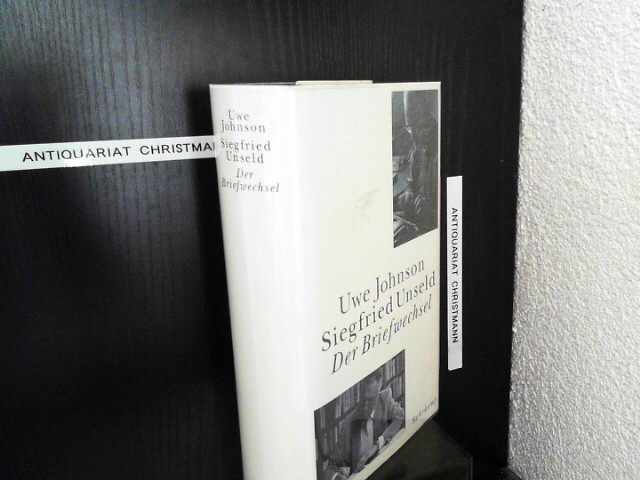 ANTIQUARIAT CHRISTMAN
Uwe
Johnson
Siegfried
Unseld
Der
Briefwechsel
Uwe Johnson
Siegfried Unseld
Der Briefwechsel
Suhrkamp
ANTIQUARIAT CHRISTMANN